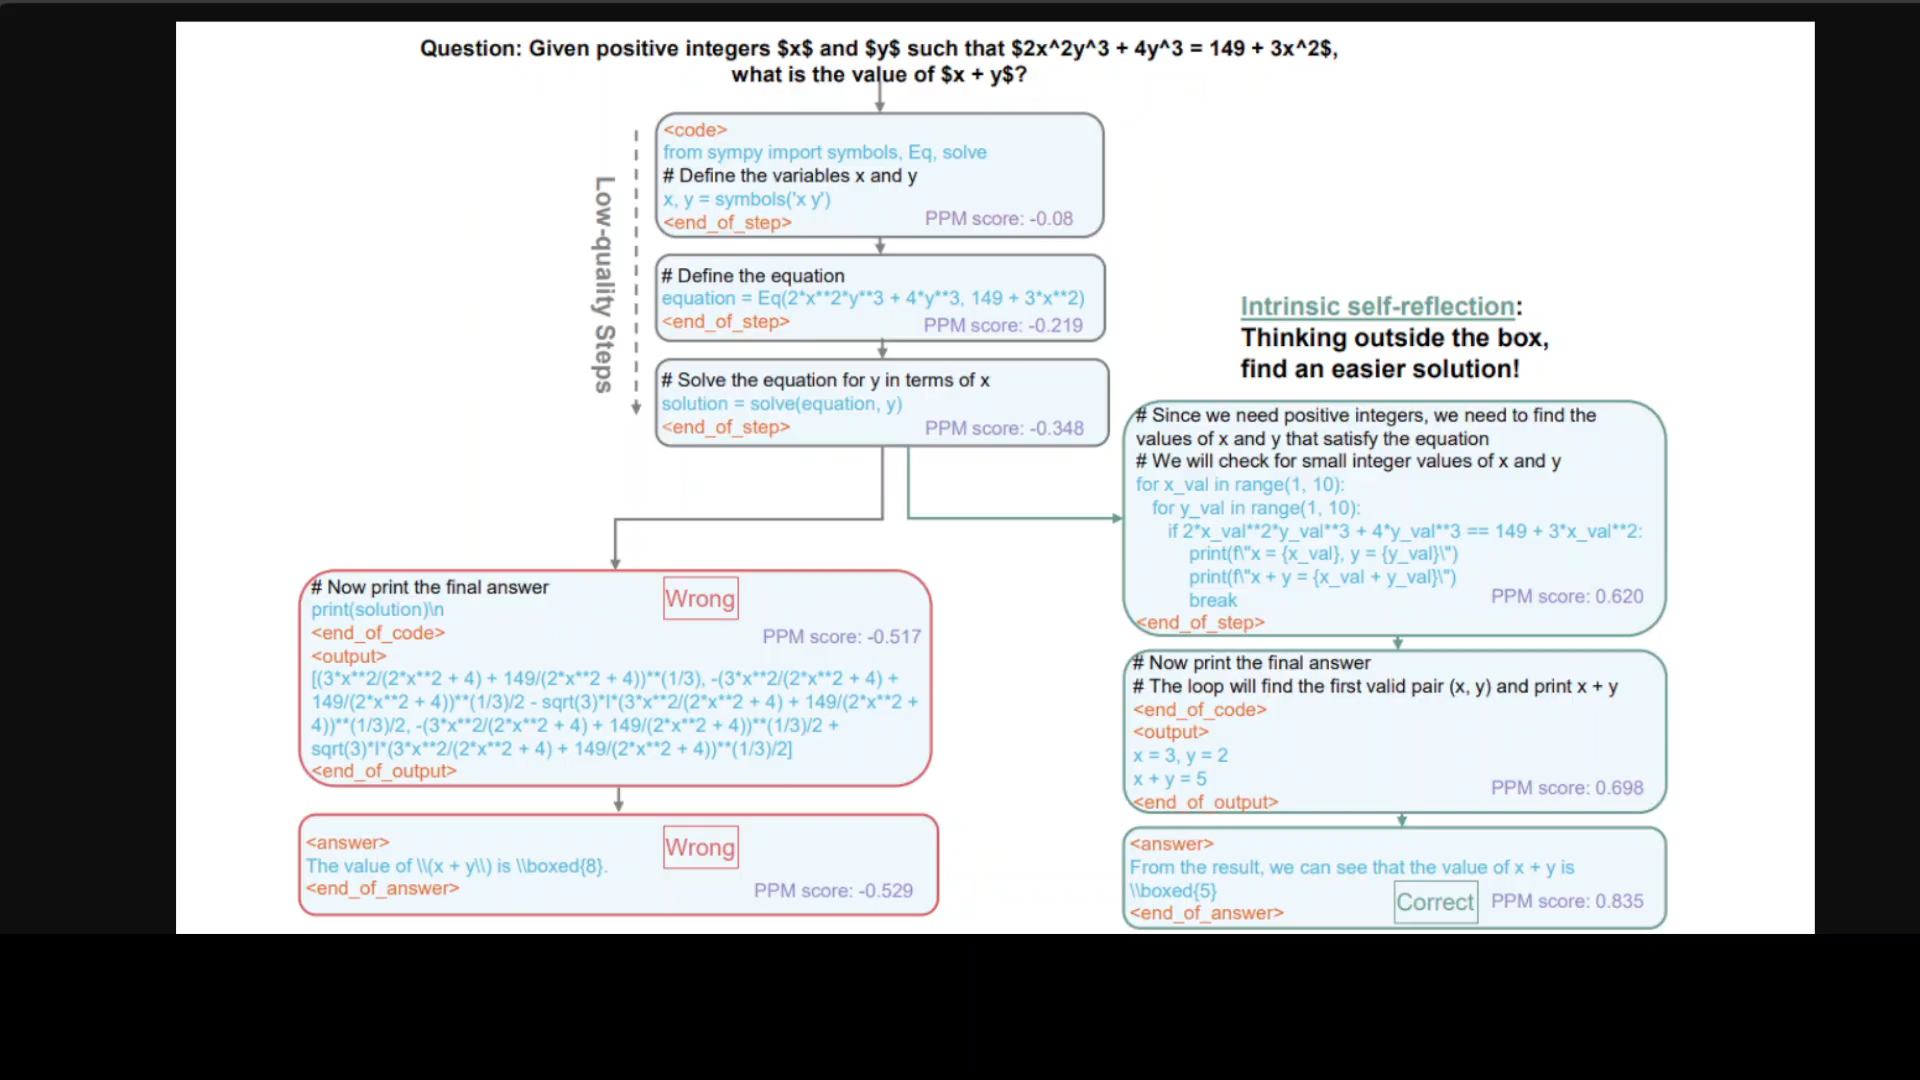 Question: Given positive integers $x$ and $y$ such that $2x^2y^3 + 4y^3 = 149 + 3x^2$,
what is the value of $x + y$?
Low-quality Steps
<code>
from sympy import symbols, Eq, solve
# Define the variables x and y
x, y = symbols('x y')
<end_of_step>
PPM score: -0.08
# Define the equation
equation = Eq(2*x**2*y**3 + 4*y**3, 149 + 3*x**2)
<end_of_step>
PPM score: -0.219
# Solve the equation for y in terms of x
solution = solve(equation, y)
<end_of_step>
PPM score: -0.348
# Now print the final answer
Wrong
print(solution)\n
<end_of_code>
PPM score: -0.517
<output>
[(3*x**2/(2*x**2 + 4) + 149/(2*x**2 + 4))**(1/3), -(3*x**2/(2*x**2 + 4) +
149/(2*x**2 + 4))**(1/3)/2 - sqrt(3)*I*(3*x**2/(2*x**2 + 4) + 149/(2*x**2 +
4))**(1/3)/2, -(3*x**2/(2*x**2 + 4) + 149/(2*x**2 + 4))**(1/3)/2 +
sqrt(3)*I*(3*x**2/(2*x**2 + 4) + 149/(2*x**2 + 4))**(1/3)/2]
<end_of_output>
<answer>
Wrong
The value of \\(x + y\\) is \\boxed{8}.
<end_of_answer>
PPM score: -0.529
Intrinsic self-reflection:
Thinking outside the box,
find an easier solution!
# Since we need positive integers, we need to find the
values of x and y that satisfy the equation
# We will check for small integer values of x and y
for x_val in range(1, 10):
for y_val in range(1, 10):
if 2*x_val**2*y_val**3 + 4*y_val**3 == 149 + 3*x_val**2:
print(f\"x = {x_val}, y = {y_val}\")
print(f\"x + y = {x_val + y_val}\")
break
PPM score: 0.620
<end_of_step>
# Now print the final answer
# The loop will find the first valid pair (x, y) and print x + y
<end_of_code>
<output>
x = 3, y = 2
x + y = 5
PPM score: 0.698
<end_of_output>
<answer>
From the result, we can see that the value of x + y is
\\boxed{5}
Correct
PPM score: 0.835
<end_of_answer>